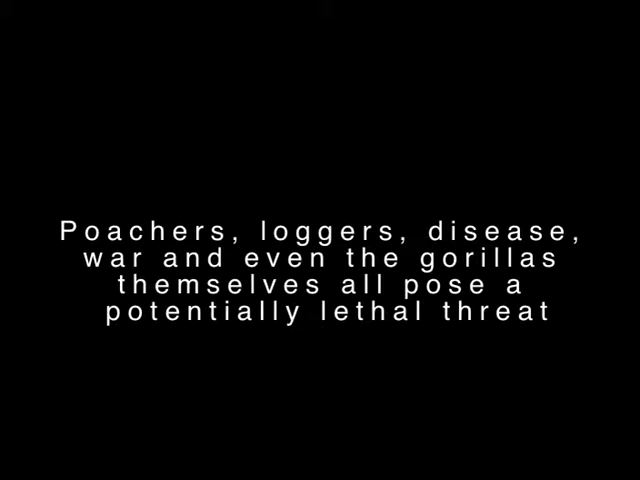 Poachers, loggers, disease,
war and even the gorillas
themselves all pose a
potentially lethal threat